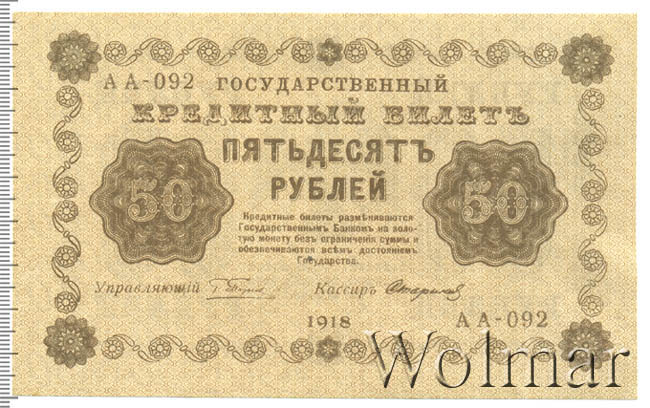 АА-092 ГОСУДАРСТВЕННЫЙ
КРЕДИТНЫЙ БИЛЕТЪ
ПЯТЬДЕСЯТЪ
РУБЛЕЙ
50
50
Кредитные билеты размѣниваются
Государственнымъ Банкомъ на золо-
тую монету безъ ограниченія суммы и
обезпечиваются всѣмъ достояніемъ
Государства.
Управляющій
Кассиръ
1918
АА-092
Wolmar